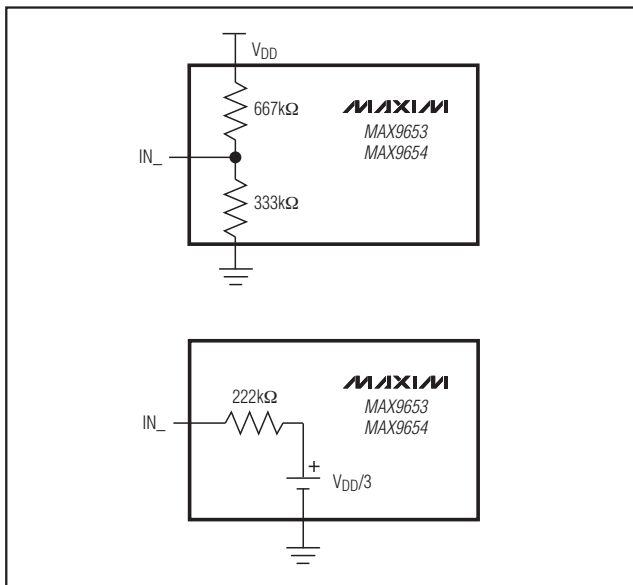 VDD
667kΩ
MAXIM
MAX9653
MAX9654
IN_
333kΩ
MAXIM
222kΩ
MAX9653
MAX9654
IN_
+
VDD/3